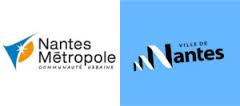 Nantes
Métropole
COMMUNAUTÉ URBAINE
VILLE DE
Nantes